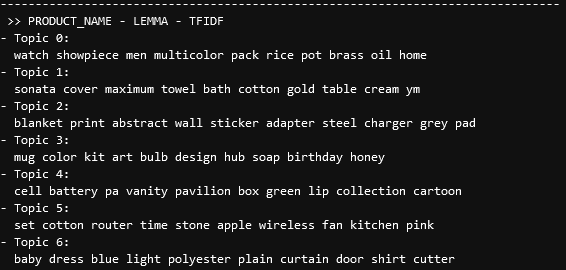 --------------------------------------------------------------------------------
>> PRODUCT_NAME - LEMMA - TFIDF
- Topic 0:
watch showpiece men multicolor pack rice pot brass oil home
- Topic 1:
sonata cover maximum towel bath cotton gold table cream ym
- Topic 2:
blanket print abstract wall sticker adapter steel charger grey pad
- Topic 3:
mug color kit art bulb design hub soap birthday honey
- Topic 4:
cell battery pa vanity pavilion box green lip collection cartoon
- Topic 5:
set cotton router time stone apple wireless fan kitchen pink
- Topic 6:
baby dress blue light polyester plain curtain door shirt cutter